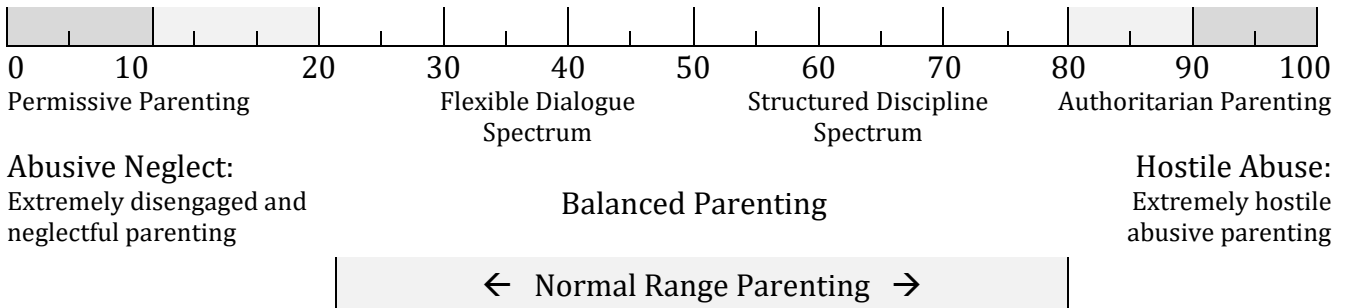 0 10 20 30 40 50 60 70 80 90 100
Permissive Parenting
Flexible Dialogue
Spectrum
Structured Discipline
Spectrum
Authoritarian Parenting
Abusive Neglect:
Extremely disengaged and
neglectful parenting
Balanced Parenting
Hostile Abuse:
Extremely hostile
abusive parenting
← Normal Range Parenting →